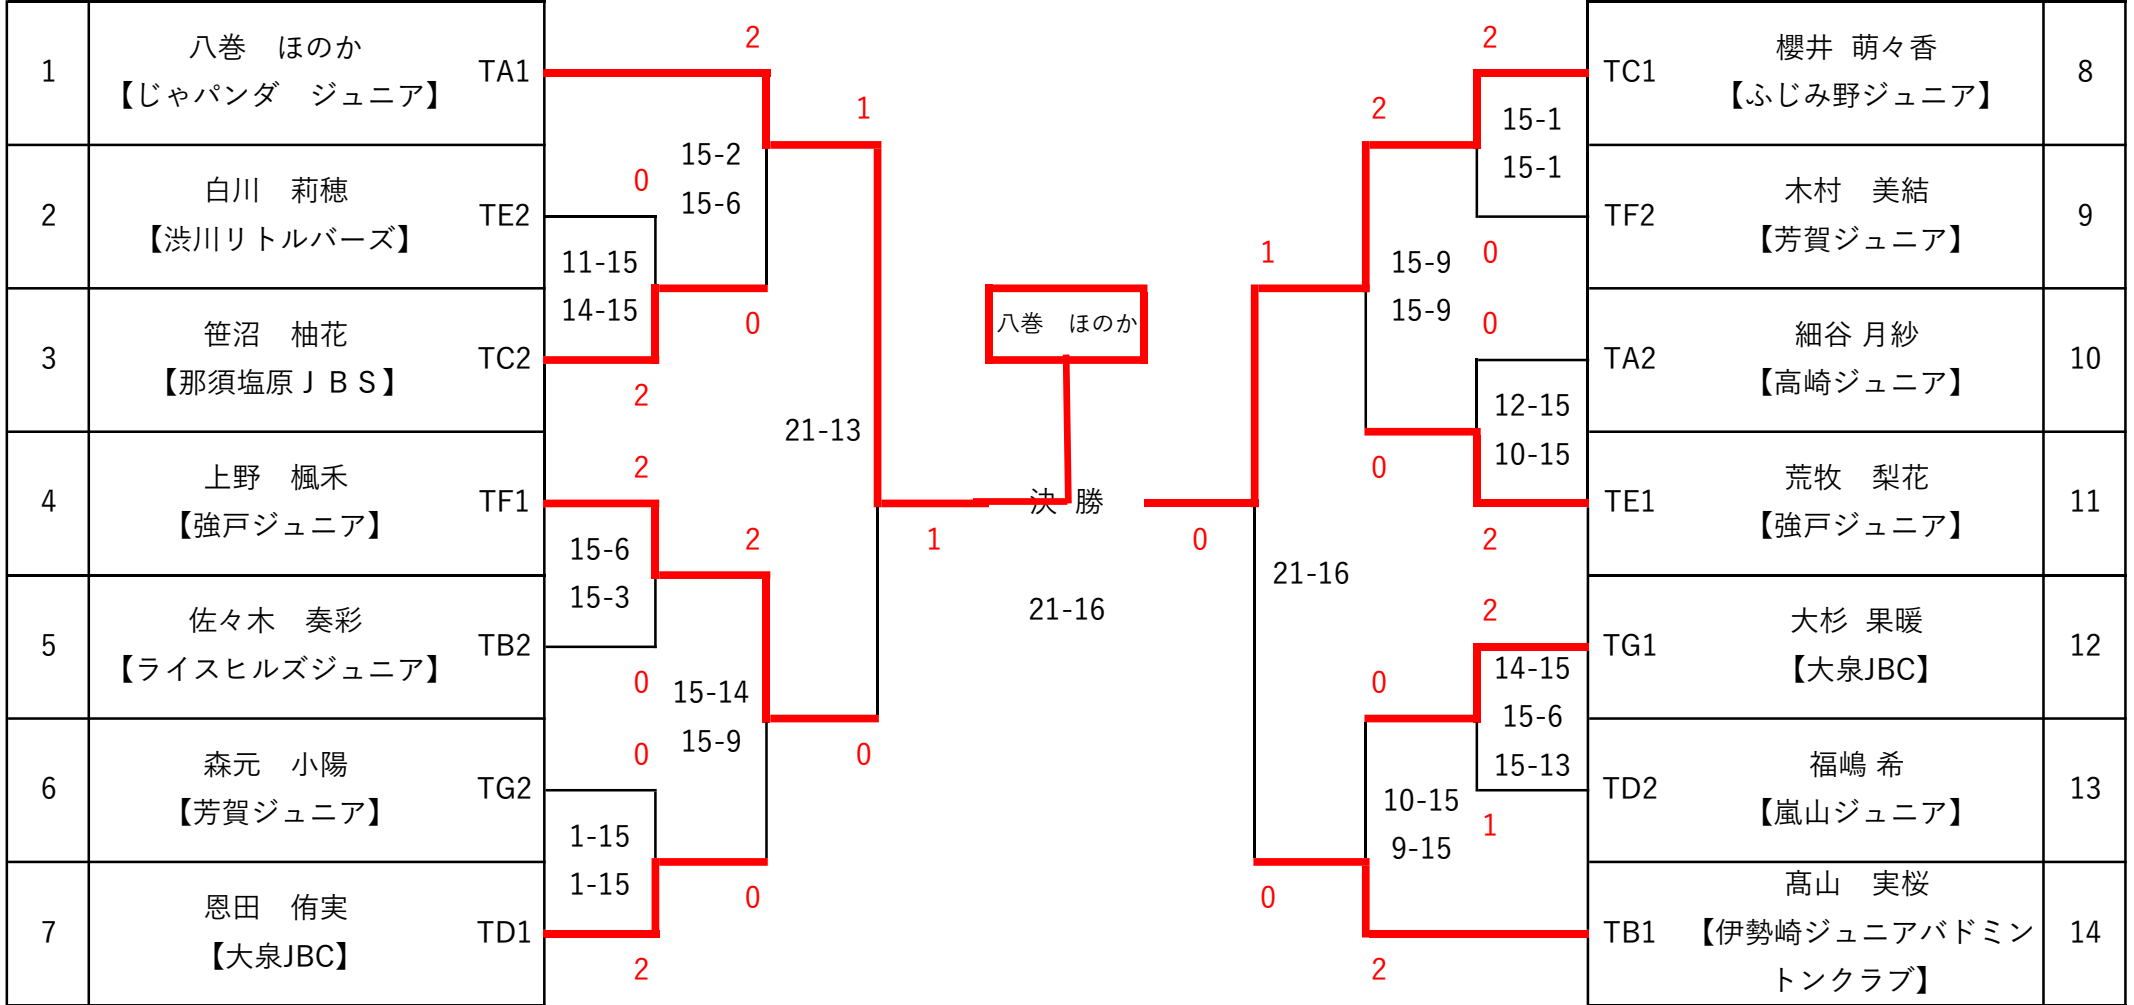 1
八巻　ほのか
【じゃパンダ　ジュニア】
TA1
2
白川　莉穂
【渋川リトルバーズ】
TE2
3
笹沼　柚花
【那須塩原ＪＢＳ】
TC2
4
上野　楓禾
【強戸ジュニア】
TF1
5
佐々木　奏彩
【ライスヒルズジュニア】
TB2
6
森元　小陽
【芳賀ジュニア】
TG2
7
恩田　侑実
【大泉JBC】
TD1
2
0
11-15
14-15
2
15-2
15-6
0
1
2
15-6
15-3
0
2
0
1-15
1-15
2
15-14
15-9
0
21-13
0
八巻　ほのか
決 勝
1
0
21-16
2
15-1
15-1
0
2
15-9
15-9
0
12-15
10-15
2
0
1
21-16
2
14-15
15-6
15-13
1
0
10-15
9-15
2
0
TC1
櫻井 萌々香
【ふじみ野ジュニア】
8
TF2
木村　美結
【芳賀ジュニア】
9
TA2
細谷 月紗
【高崎ジュニア】
10
TE1
荒牧　梨花
【強戸ジュニア】
11
TG1
大杉 果暖
【大泉JBC】
12
TD2
福嶋 希
【嵐山ジュニア】
13
TB1
髙山　実桜
【伊勢崎ジュニアバドミン
トンクラブ】
14